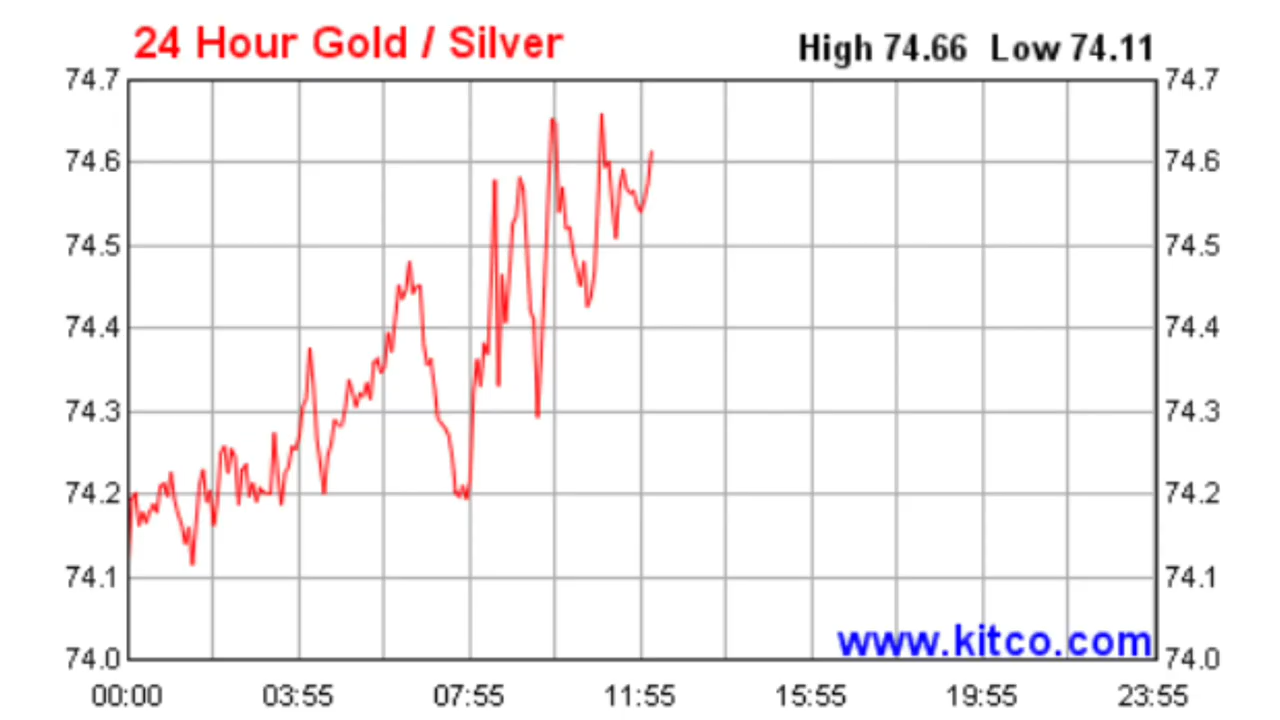 24 Hour Gold / Silver High 74.66 Low 74.11
74.7 74.7
74.6 74.6
74.5 74.5
74.4 74.4
74.3 74.3
74.2 74.2
74.1 74.1
www.kitco.com
74.0 74.0
00:00 03:55 07:55 11:55 15:55 19:55 23:55